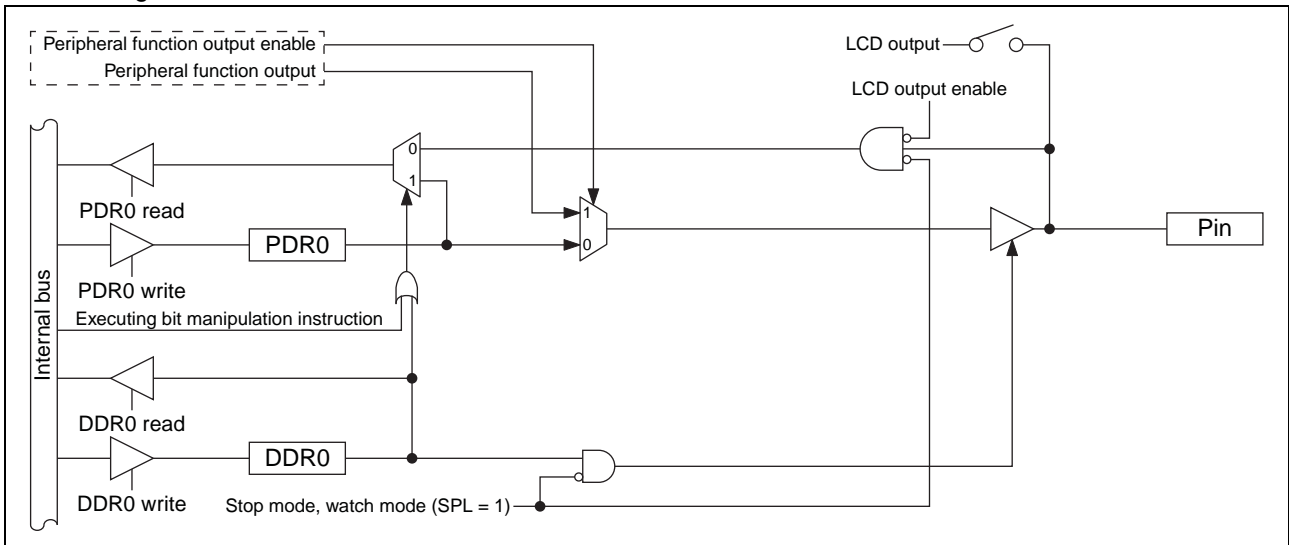 Peripheral function output enable
Peripheral function output
LCD output
LCD output enable
0
1
PDR0 read
1
0
PDR0
Pin
PDR0 write
Executing bit manipulation instruction
Internal bus
DDR0 read
DDR0
DDR0 write
Stop mode, watch mode (SPL = 1)